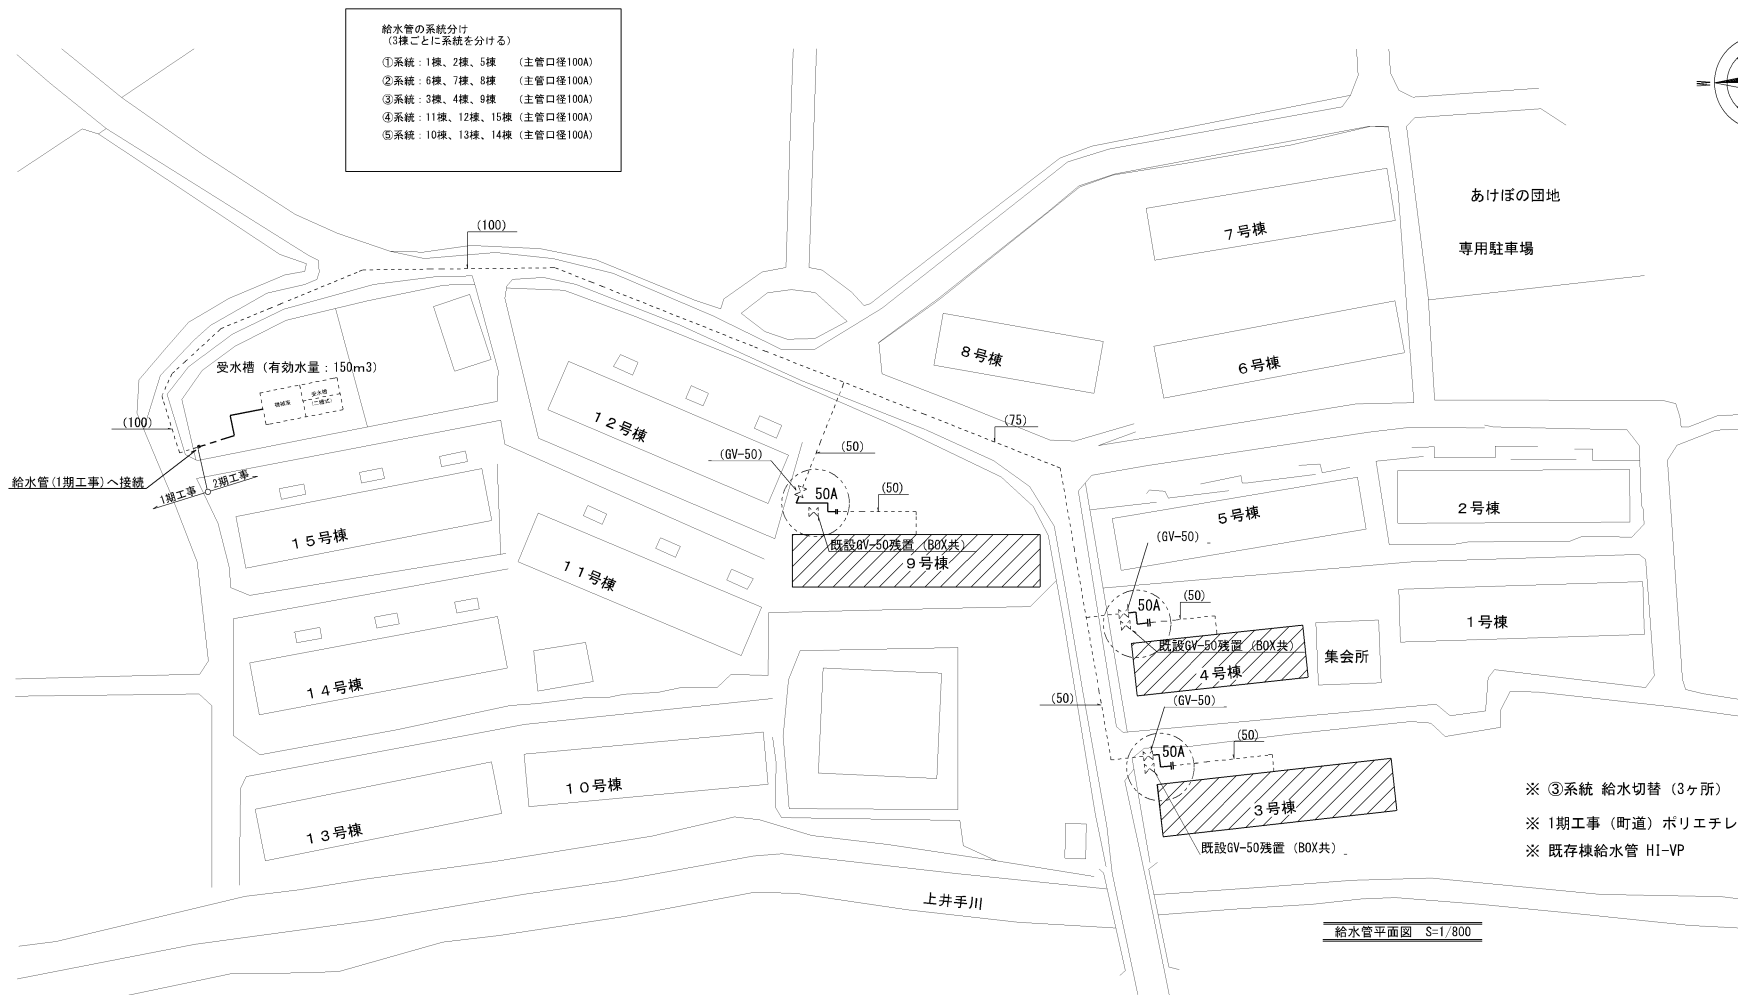 給水管の系統分け
（3棟ごとに系統を分ける）
①系統：1棟、2棟、5棟　（主管口径100A）
②系統：6棟、7棟、8棟　（主管口径100A）
③系統：3棟、4棟、9棟　（主管口径100A）
④系統：11棟、12棟、15棟（主管口径100A）
⑤系統：10棟、13棟、14棟（主管口径100A）
あけぼの団地
専用駐車場
7号棟
(100)
8号棟
6号棟
受水槽（有効水量：150m3）
機械室
受水槽
(二槽式)
(100)
12号棟
(75)
(50)
(GV-50)
給水管(1期工事)へ接続
1期工事
2期工事
50A
(50)
15号棟
既設GV-50残置（BOX共）
9号棟
11号棟
5号棟
2号棟
(GV-50)
50A
(50)
1号棟
既設GV-50残置（BOX共）
4号棟
集会所
14号棟
(50)
(GV-50)
(50)
50A
10号棟
3号棟
13号棟
既設GV-50残置（BOX共）
※ ③系統 給水切替（3ヶ所）
※ 1期工事（町道）ポリエチレ
※ 既存棟給水管 HI-VP
上井手川
給水管平面図　S=1/800